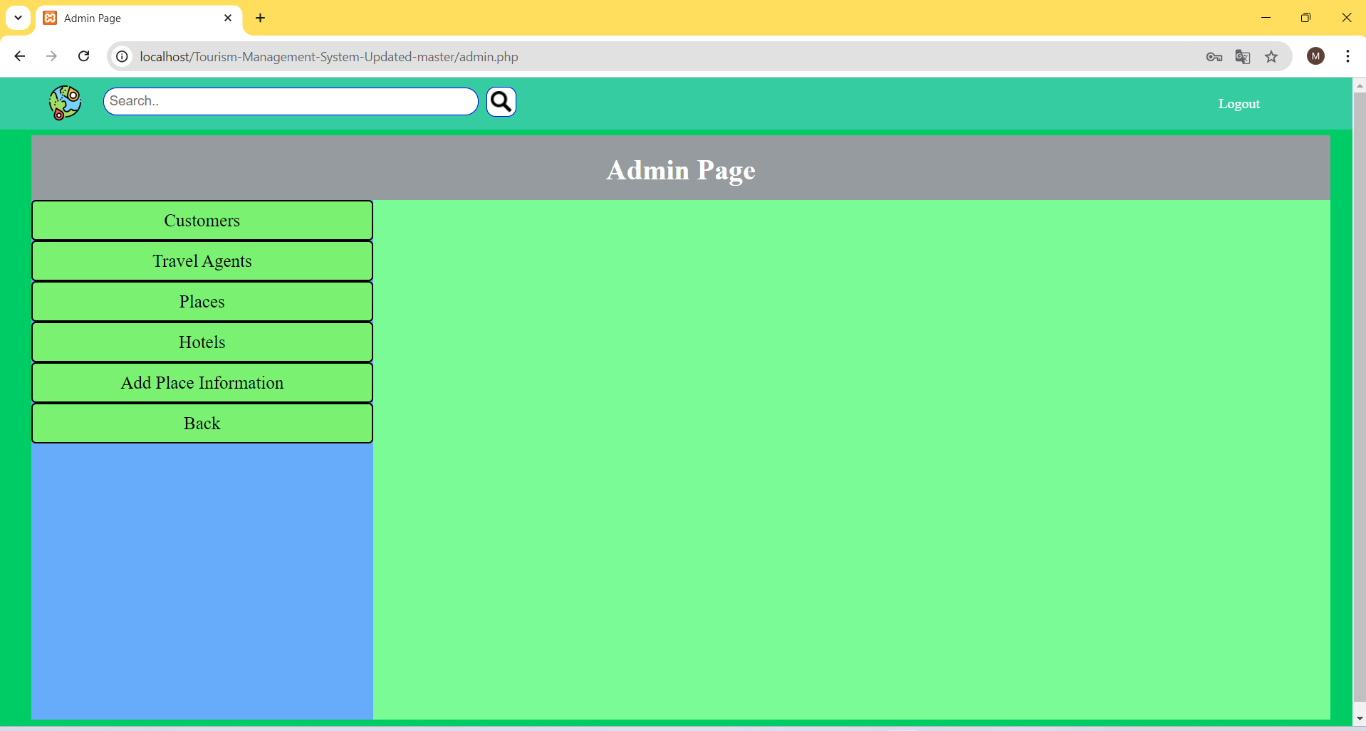 Admin Page
localhost/Tourism-Management-System-Updated-master/admin.php
M
Search..
Logout
Admin Page
Customers
Travel Agents
Places
Hotels
Add Place Information
Back